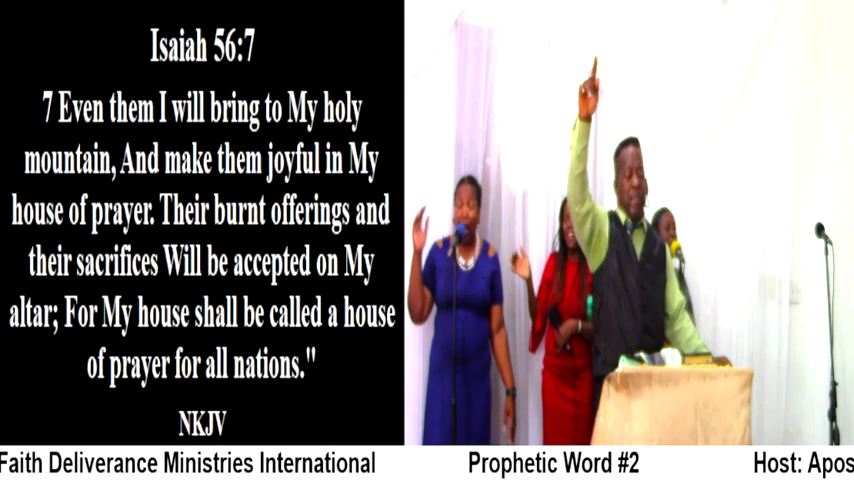 Isaiah 56:7
7 Even them I will bring to My holy
mountain, And make them joyful in My
house of prayer. Their burnt offerings and
their sacrifices Will be accepted on My
altar; For My house shall be called a house
of prayer for all nations."
NKJV
Faith Deliverance Ministries International Prophetic Word #2 Host: Apos